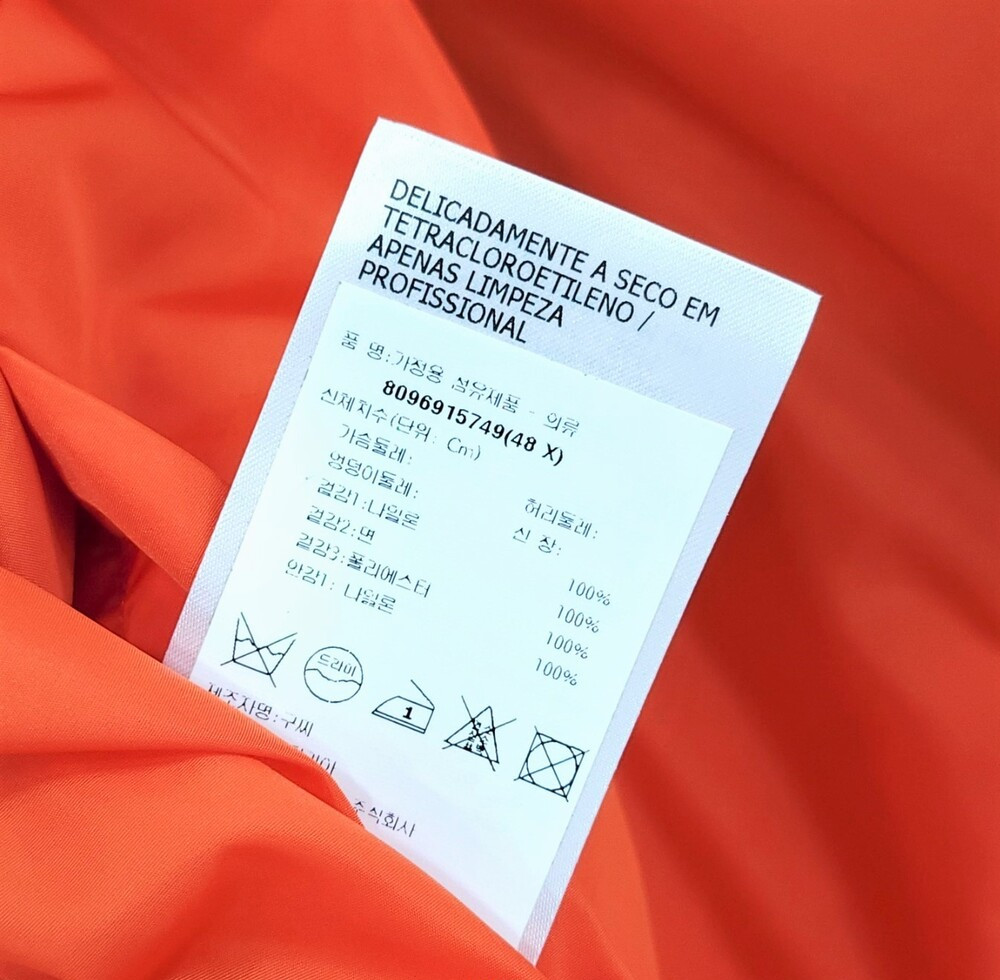 DELICADAMENTE A SECO EM
TETRACLOROETILENO /
APENAS LIMPEZA
PROFISSIONAL
품 명:가정용 섬유제품 - 의류
8096915749(48 X)
신체치수(단위: Cm)
가슴둘레: 허리둘레:
엉덩이둘레: 신 장:
겉감1:나일론 100%
겉감2:면 100%
겉감3:폴리에스터 100%
안감1: 나일론 100%
드라이
1
제조자명:구찌
주식회사